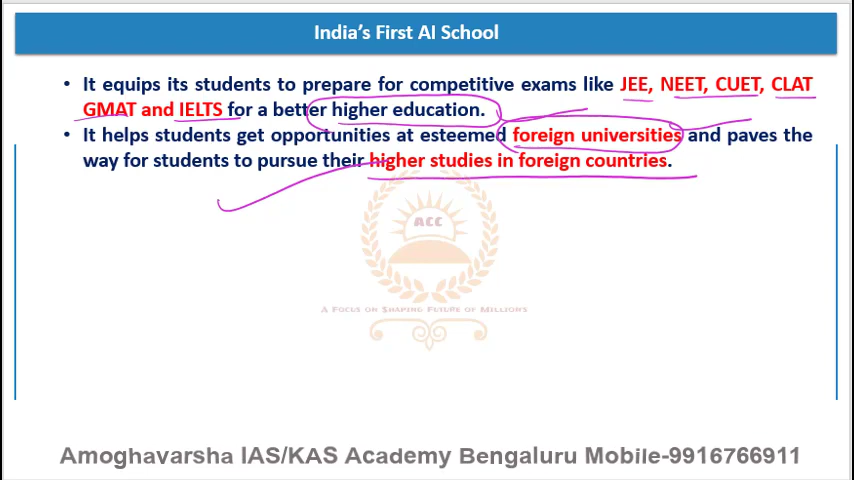 India's First AI School
• It equips its students to prepare for competitive exams like JEE, NEET, CUET, CLAT
GMAT and IELTS for a better higher education.
• It helps students get opportunities at esteemed foreign universities and paves the
way for students to pursue their higher studies in foreign countries.
ACC
A Focus on Shaping Future of Millions
Amoghavarsha IAS/KAS Academy Bengaluru Mobile-9916766911